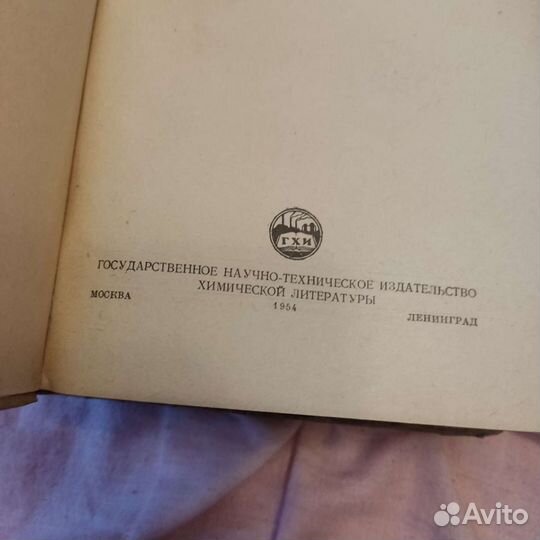 ГХИ
ГОСУДАРСТВЕННОЕ НАУЧНО-ТЕХНИЧЕСКОЕ ИЗДАТЕЛЬСТВО
ХИМИЧЕСКОЙ ЛИТЕРАТУРЫ
МОСКВА 1954 ЛЕНИНГРАД
Avito